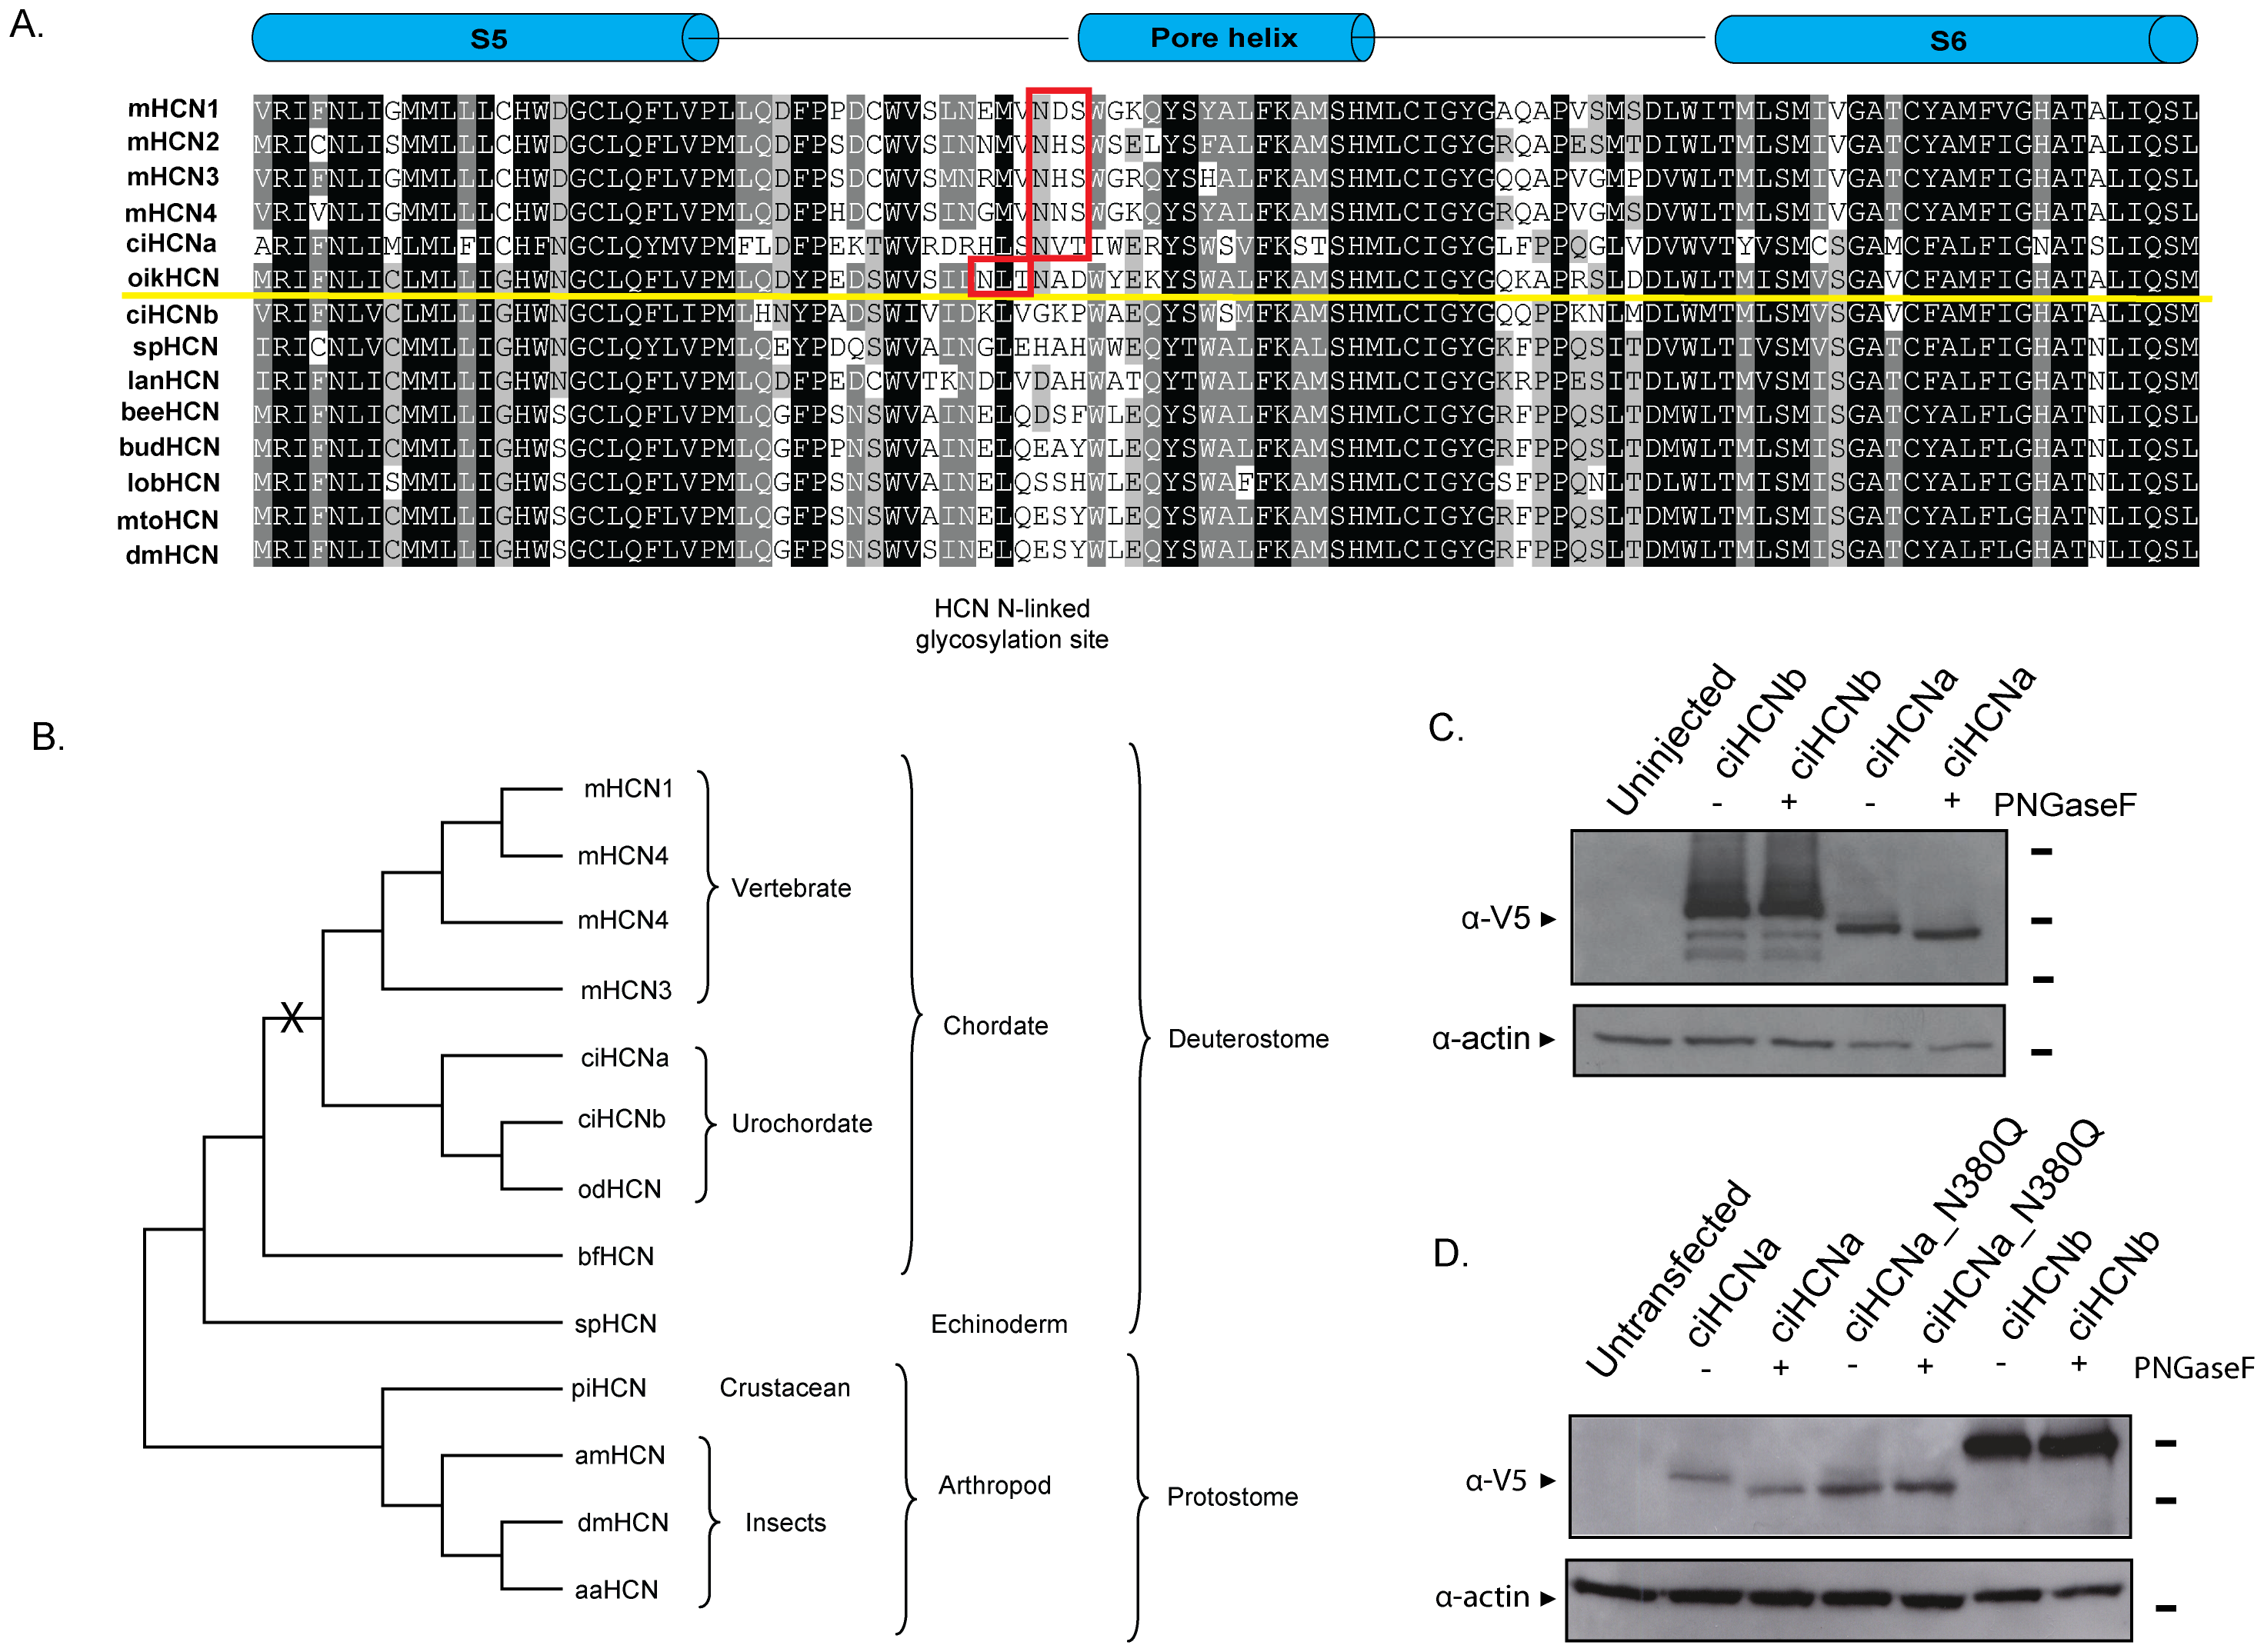 A.
S5
Pore helix
S6
mHCN1 VRIFNLIGMMLLLCHWDGCLQFLVPLLQDFPPDCWVSLNEMVNDSWGKQYSYALFKAMSHMLCIGYGAQAPVSMSDLWITMLSMIVGATCYAMFVGHATALIQSL
mHCN2 MRICNLISMMLLLCHWDGCLQFLVPMLQDFPSDCWVSINNMVNHSWSELYSFALFKAMSHMLCIGYGRQAPESMTDIWLTMLSMIVGATCYAMFIGHATALIQSL
mHCN3 VRIFNLIGMMLLLCHWDGCLQFLVPMLQDFPSDCWVSMNRMVNHSWGRQYSHALFKAMSHMLCIGYGQQAPVGMPDVWLTMLSMIVGATCYAMFIGHATALIQSL
mHCN4 VRIVNLIGMMLLLCHWDGCLQFLVPMLQDFPHDCWVSINGMVNNSWGKQYSYALFKAMSHMLCIGYGRQAPVGMSDVWLTMLSMIVGATCYAMFIGHATALIQSL
ciHCNa ARIFNLIMLMLFICHFNGCLQYMVPMFLDFPEKTWVRDRHLSNVTIWERYSWSVFKSTSHMLCIGYGLFPPQGLVDVWVTYVSMCSGAMCFALFIGNATSLIQSM
oikHCN MRIFNLICLMLLIGHWNGCLQFLVPMLQDYPEDSWVSIDNLTNADWYEKYSWALFKAMSHMLCIGYGQKAPRSLDDLWLTMISMVSGAVCFAMFIGHATALIQSM
ciHCNb VRIFNLVCLMLLIGHWNGCLQFLIPMLHNYPADSWIVIDKLVGKPWAEQYSWSMFKAMSHMLCIGYGQQPPKNLMDLWMTMLSMVSGAVCFAMFIGHATALIQSM
spHCN IRICNLVCMMLLIGHWNGCLQYLVPMLQEYPDQSWVAINGLEHAHWWEQYTWALFKALSHMLCIGYGKFPPQSITDVWLTIVSMVSGATCFALFIGHATNLIQSM
lanHCN IRIFNLICMMLLIGHWNGCLQFLVPMLQDFPEDCWVTKNDLVDAHWATQYTWALFKAMSHMLCIGYGKRPPESITDLWLTMVSMISGATCFALFIGHATNLIQSM
beeHCN MRIFNLICMMLLIGHWSGCLQFLVPMLQGFPSNSWVAINELQDSFWLEQYSWALFKAMSHMLCIGYGRFPPQSLTDMWLTMLSMISGATCYALFLGHATNLIQSL
budHCN MRIFNLICMMLLIGHWSGCLQFLVPMLQGFPPNSWVAINELQEAYWLEQYSWALFKAMSHMLCIGYGRFPPQSLTDMWLTMLSMISGATCYALFLGHATNLIQSL
lobHCN MRIFNLISMMLLIGHWSGCLQFLVPMLQGFPSNSWVAINELQSSHWLEQYSWAFFKAMSHMLCIGYGSFPPQNLTDLWLTMISMISGATCYALFLGHATNLIQSL
mtoHCN MRIFNLICMMLLIGHWSGCLQFLVPMLQGFPSNSWVAINELQESYWLEQYSWALFKAMSHMLCIGYGRFPPQSLTDMWLTMLSMISGATCYALFLGHATNLIQSL
dmHCN MRIFNLICMMLLIGHWSGCLQFLVPMLQGFPSNSWVSINELQESYWLEQYSWALFKAMSHMLCIGYGRFPPQSLTDMWLTMLSMISGATCYALFLGHATNLIQSL
HCN N-linked
glycosylation site
B.
mHCN1
mHCN4
mHCN4
mHCN3
X
ciHCNa
ciHCNb
odHCN
bfHCN
spHCN
piHCN
amHCN
dmHCN
aaHCN
Vertebrate
Urochordate
Echinoderm
Crustacean
Insects
Chordate
Arthropod
Deuterostome
Protostome
C.
Uninjected
ciHCNb
ciHCNb
ciHCNa
ciHCNa
- + - + PNGaseF
α-V5
α-actin
D.
Untransfected
ciHCNa
ciHCNa
ciHCNa_N380Q
ciHCNa_N380Q
ciHCNb
ciHCNb
- + - + - + PNGaseF
α-V5
α-actin